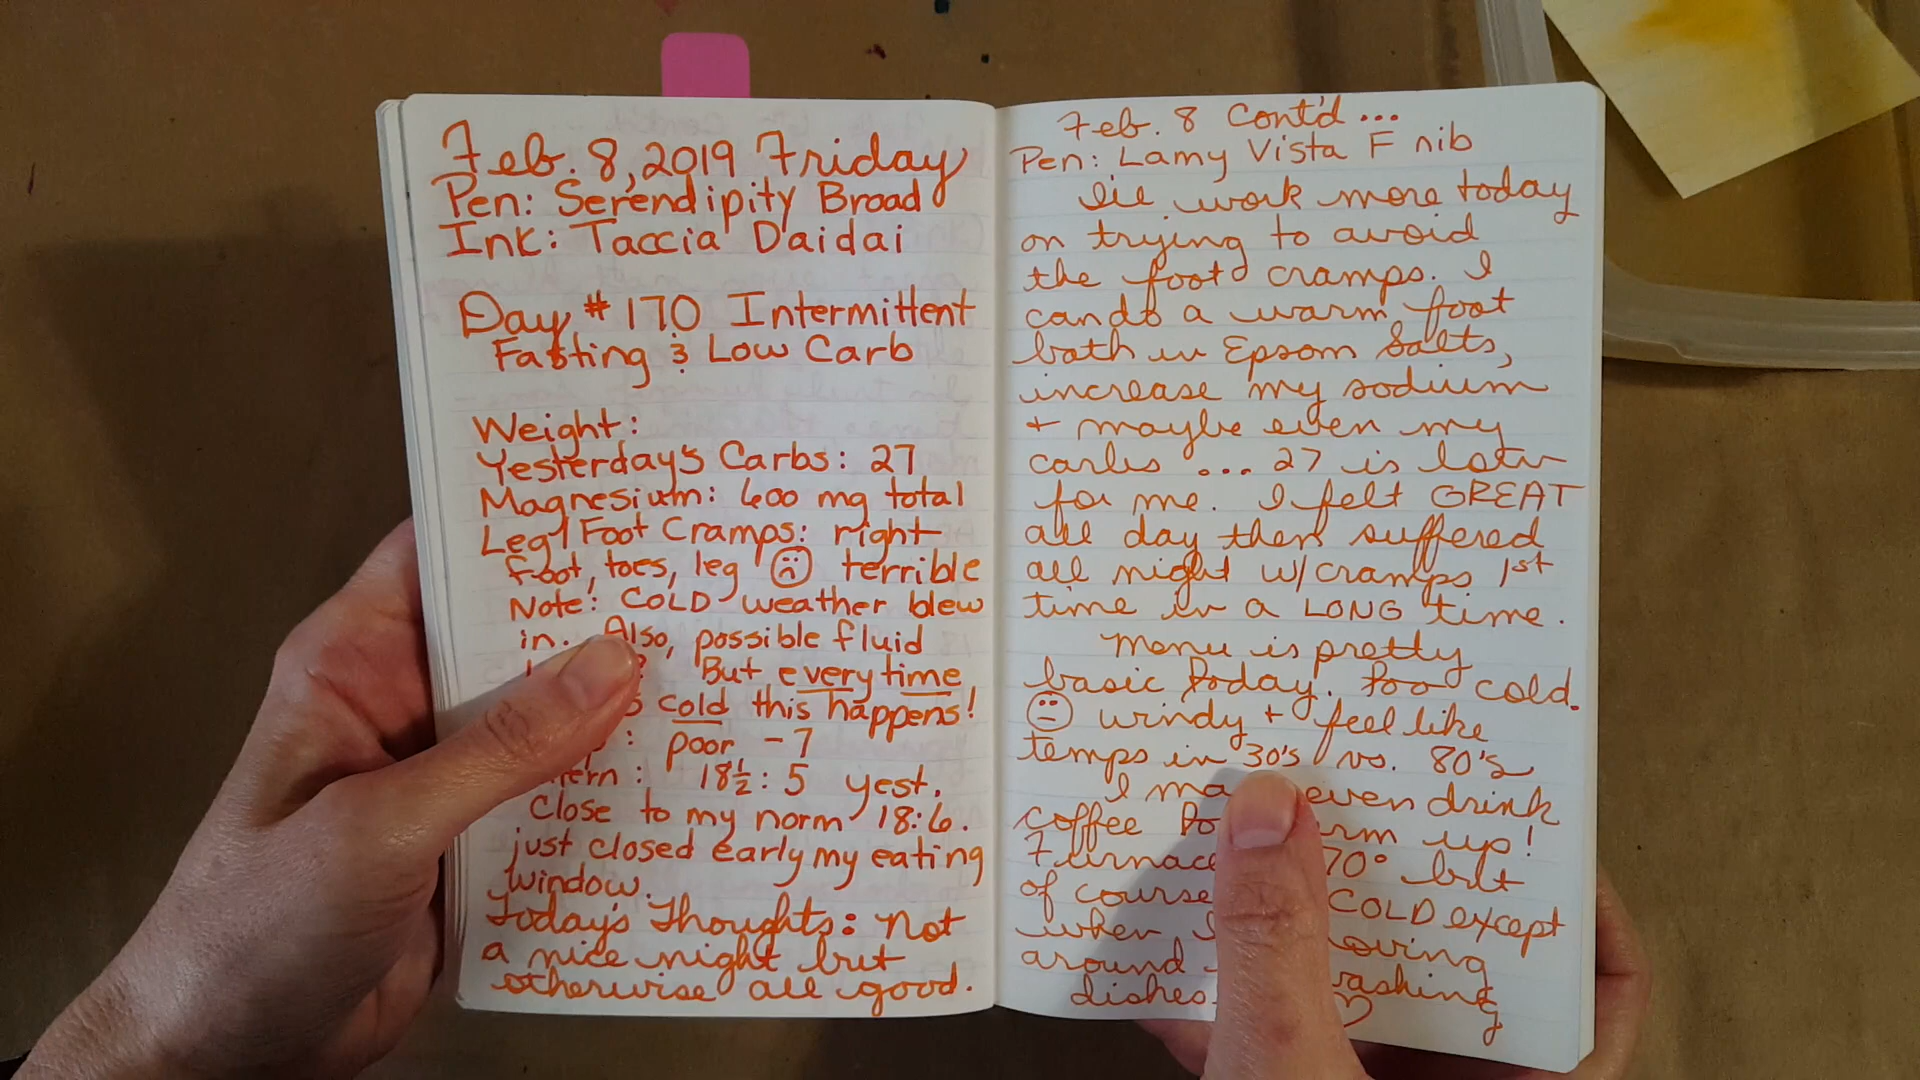 Feb. 8, 2019 Friday
Pen: Serendipity Broad
Ink: Taccia Daidai
Day # 170 Intermittent
Fasting & Low Carb
Weight:
Yesterday's Carbs: 27
Magnesium: 600 mg total
Leg/Foot Cramps: right
foot, toes, leg ☹ terrible
Note: COLD weather blew
in. Also, possible fluid
? But every time
cold this happens!
: poor - 7
: 18½:5 yest.
Close to my norm 18:6.
just closed early my eating
window.
Today's Thoughts: Not
a nice night but
otherwise all good.
Feb. 8 Cont'd...
Pen: Lamy Vista F nib
I'll work more today
on trying to avoid
the foot cramps. I
can do a warm foot
bath in Epsom Salts,
increase my sodium
+ maybe even my
carbs ... 27 is low
for me. I felt GREAT
all day then suffered
all night w/cramps 1st
time in a LONG time.
Menu is pretty
basic today. Too cold.
☹ windy + feel like
temps in 30's vs. 80's
I even drink
coffee up!
Furnace 70° but
of course COLD except
when I
around
dishes. ♡